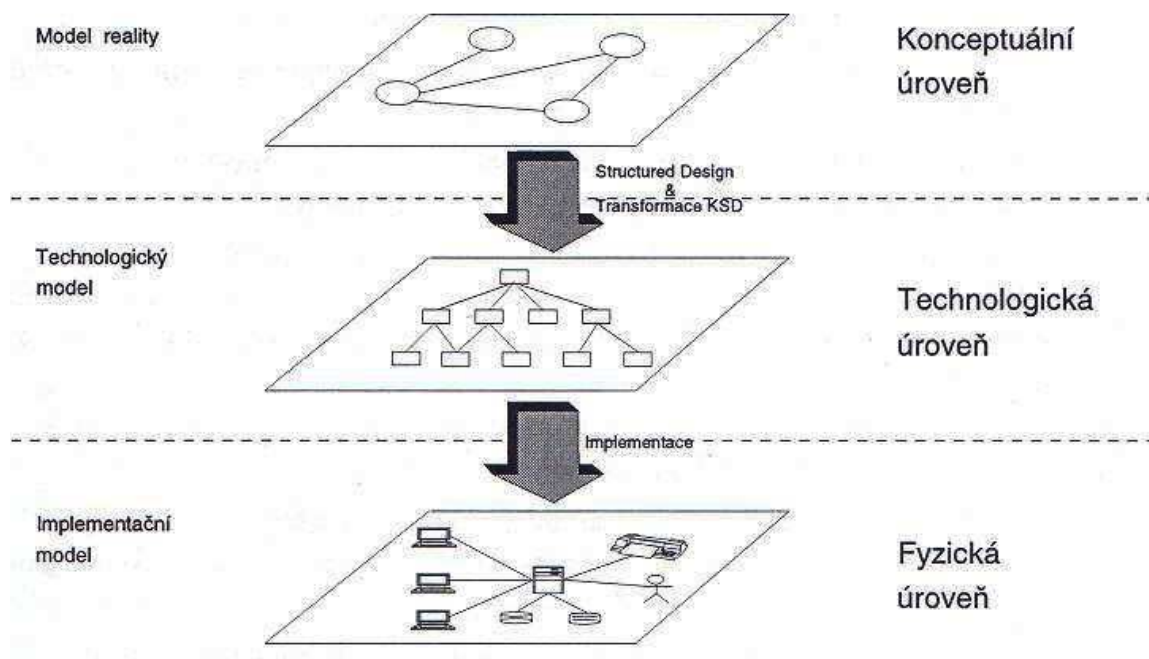 Model reality
Konceptuální
úroveň
Structured Design
&
Transformace KSD
Technologický
model
Technologická
úroveň
Implementace
Implementační
model
Fyzická
úroveň